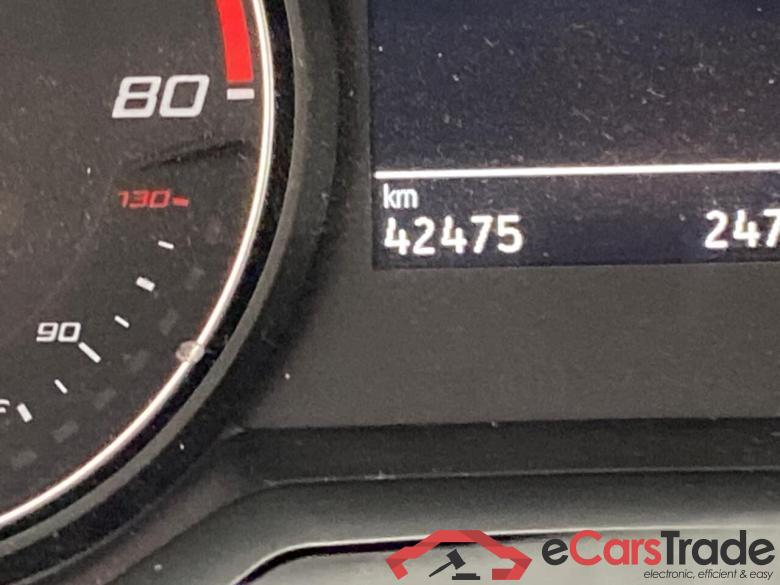 80
130
km
42475 247
90
eCarsTrade
electronic, efficient & easy